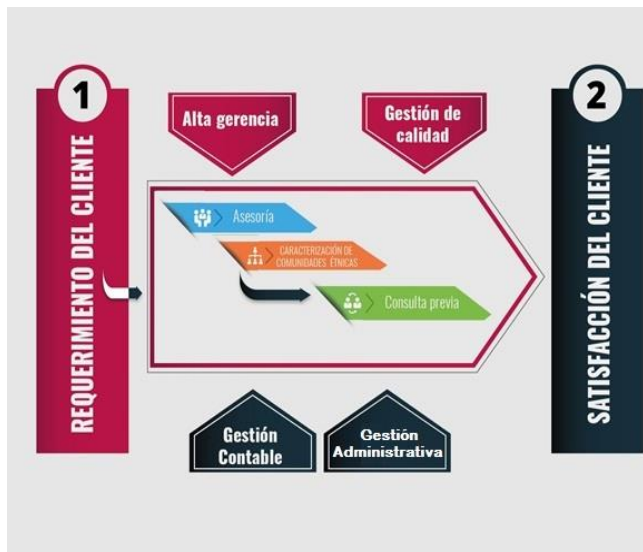 1
REQUERIMIENTO DEL CLIENTE
Alta gerencia
Gestión de
calidad
Asesoría
CARACTERIZACIÓN DE
COMUNIDADES ÉTNICAS
Consulta previa
Gestión
Contable
Gestión
Administrativa
2
SATISFACCIÓN DEL CLIENTE